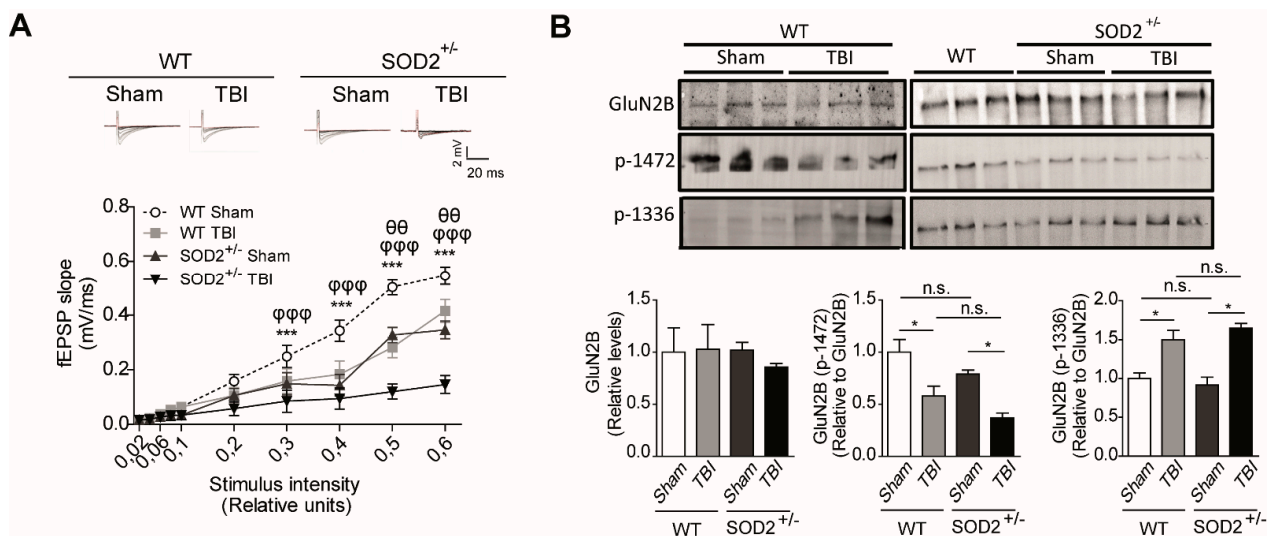 A
WT
SOD2+/-
Sham
TBI
Sham
TBI
2 mV
20 ms
WT Sham
WT TBI
SOD2+/- Sham
SOD2+/- TBI
θθ
φφφ
***
θθ
φφφ
***
φφφ
***
φφφ
***
fEPSP slope
(mV/ms)
0.8
0.6
0.4
0.2
0.0
0,02
0,06
0,1
0,2
0,3
0,4
0,5
0,6
Stimulus intensity
(Relative units)
B
WT
SOD2+/-
Sham
TBI
WT
Sham
TBI
GluN2B
p-1472
p-1336
GluN2B
(Relative levels)
1.5
1.0
0.5
0.0
Sham
TBI
Sham
TBI
WT
SOD2+/-
GluN2B (p-1472)
(Relative to GluN2B)
1.5
1.0
0.5
0.0
n.s.
n.s.
*
*
Sham
TBI
Sham
TBI
WT
SOD2+/-
GluN2B (p-1336)
(Relative to GluN2B)
2.0
1.5
1.0
0.5
0.0
n.s.
n.s.
*
*
Sham
TBI
Sham
TBI
WT
SOD2+/-